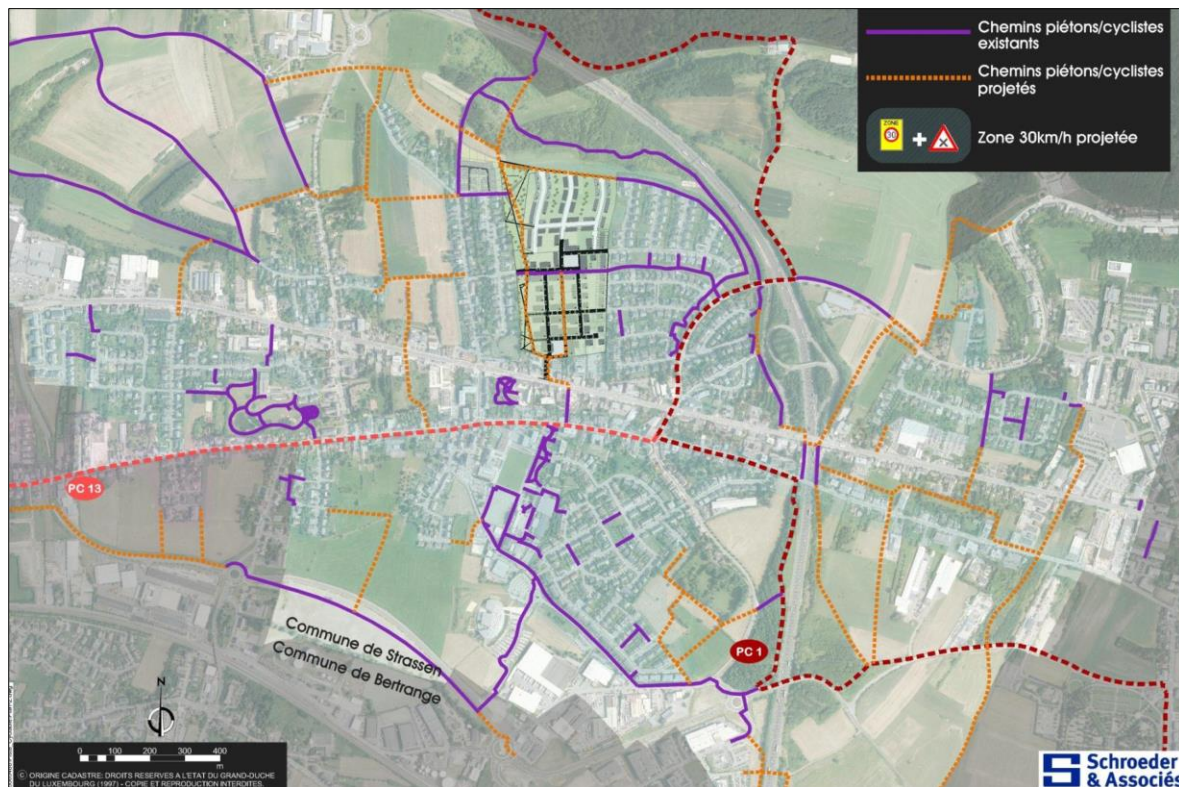 Chemins piétons/cyclistes
existants
Chemins piétons/cyclistes
projetés
ZONE
30
+
Zone 30km/h projetée
PC 13
PC 1
Commune de Strassen
Commune de Bertrange
N
0 100 200 300 400
m
© ORIGINE CADASTRE: DROITS RESERVES A L'ETAT DU GRAND-DUCHE
DU LUXEMBOURG (1997) - COPIE ET REPRODUCTION INTERDITES.
Schroeder
& Associés